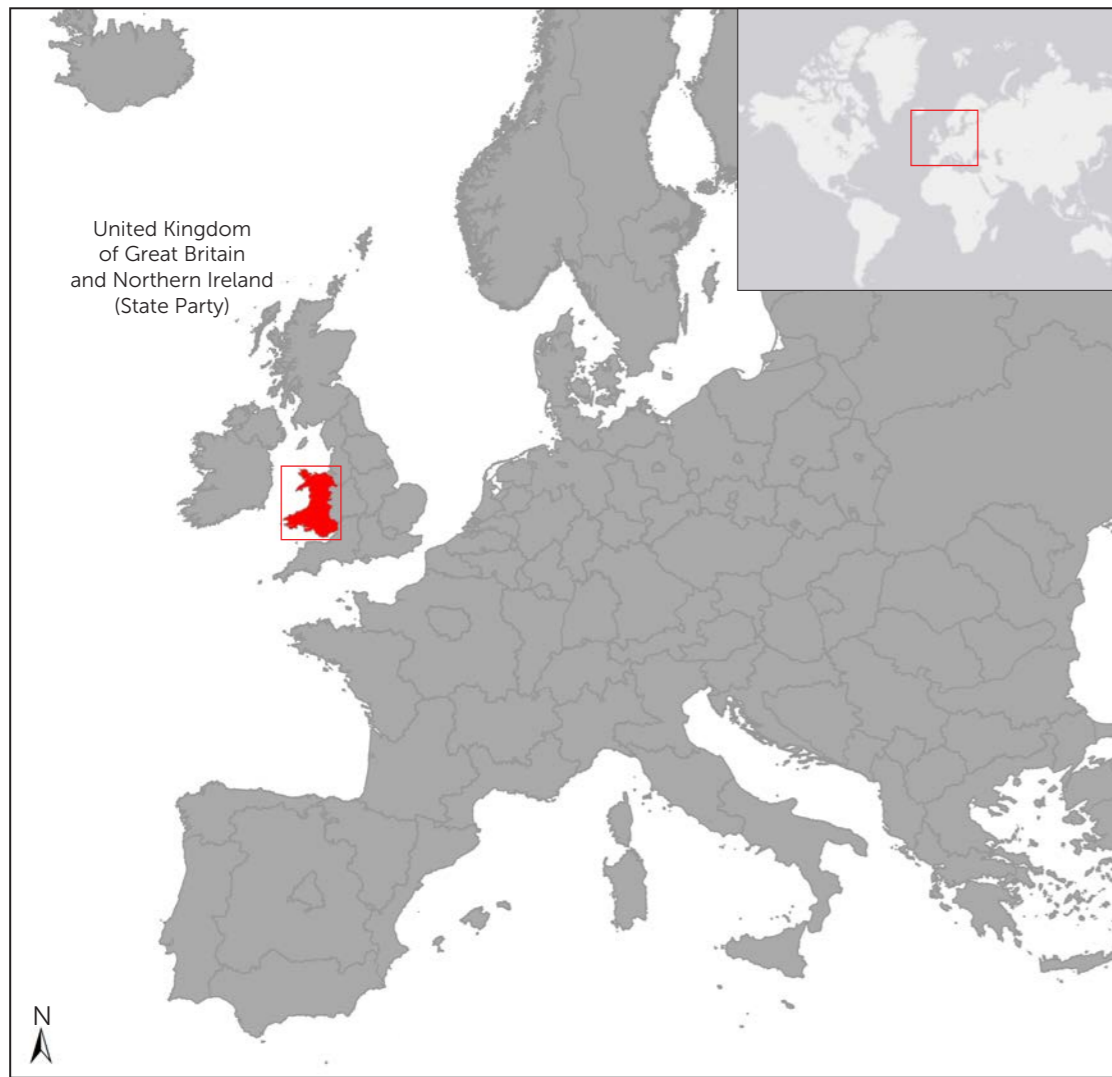 United Kingdom
of Great Britain
and Northern Ireland
(State Party)
N